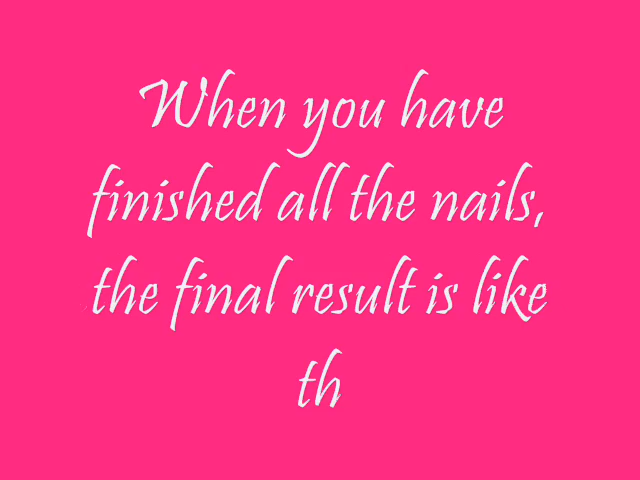 When you have
finished all the nails,
the final result is like
th